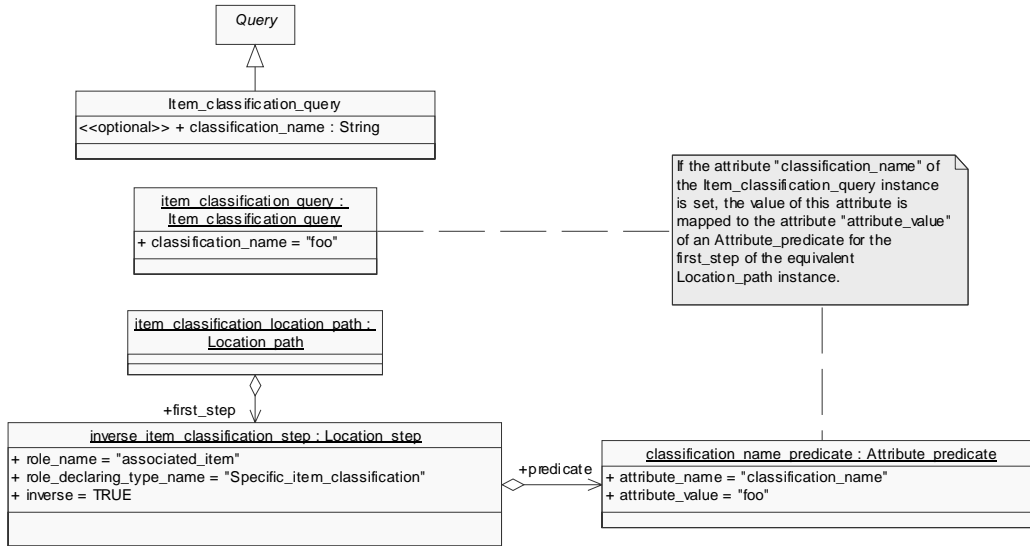 Query
Item_classification_query
<<optional>> + classification_name : String
item_classification_query :
Item_classification_query
+ classification_name = "foo"
If the attribute "classification_name" of
the Item_classification_query instance
is set, the value of this attribute is
mapped to the attribute "attribute_value"
of an Attribute_predicate for the
first_step of the equivalent
Location_path instance.
item_classification_location_path :
Location_path
+first_step
inverse_item_classification_step : Location_step
+ role_name = "associated_item"
+ role_declaring_type_name = "Specific_item_classification"
+ inverse = TRUE
+predicate
classification_name_predicate : Attribute_predicate
+ attribute_name = "classification_name"
+ attribute_value = "foo"